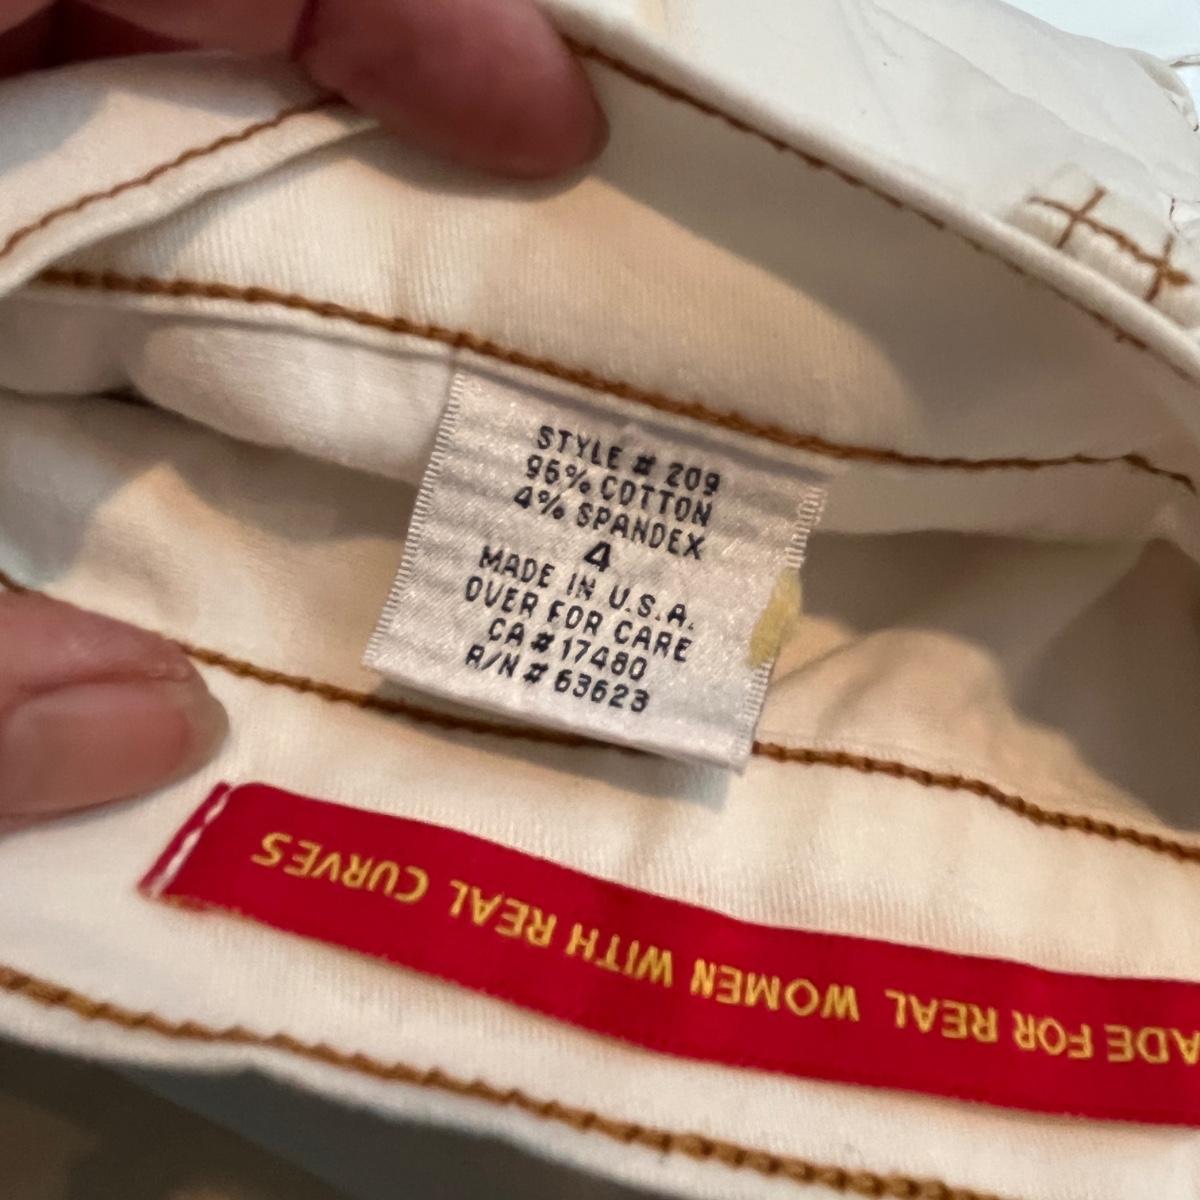 STYLE # 209
96% COTTON
4% SPANDEX
4
MADE IN U.S.A.
OVER FOR CARE
CA # 17480
R/N # 63623
ADE FOR REAL WOMEN WITH REAL CURVES